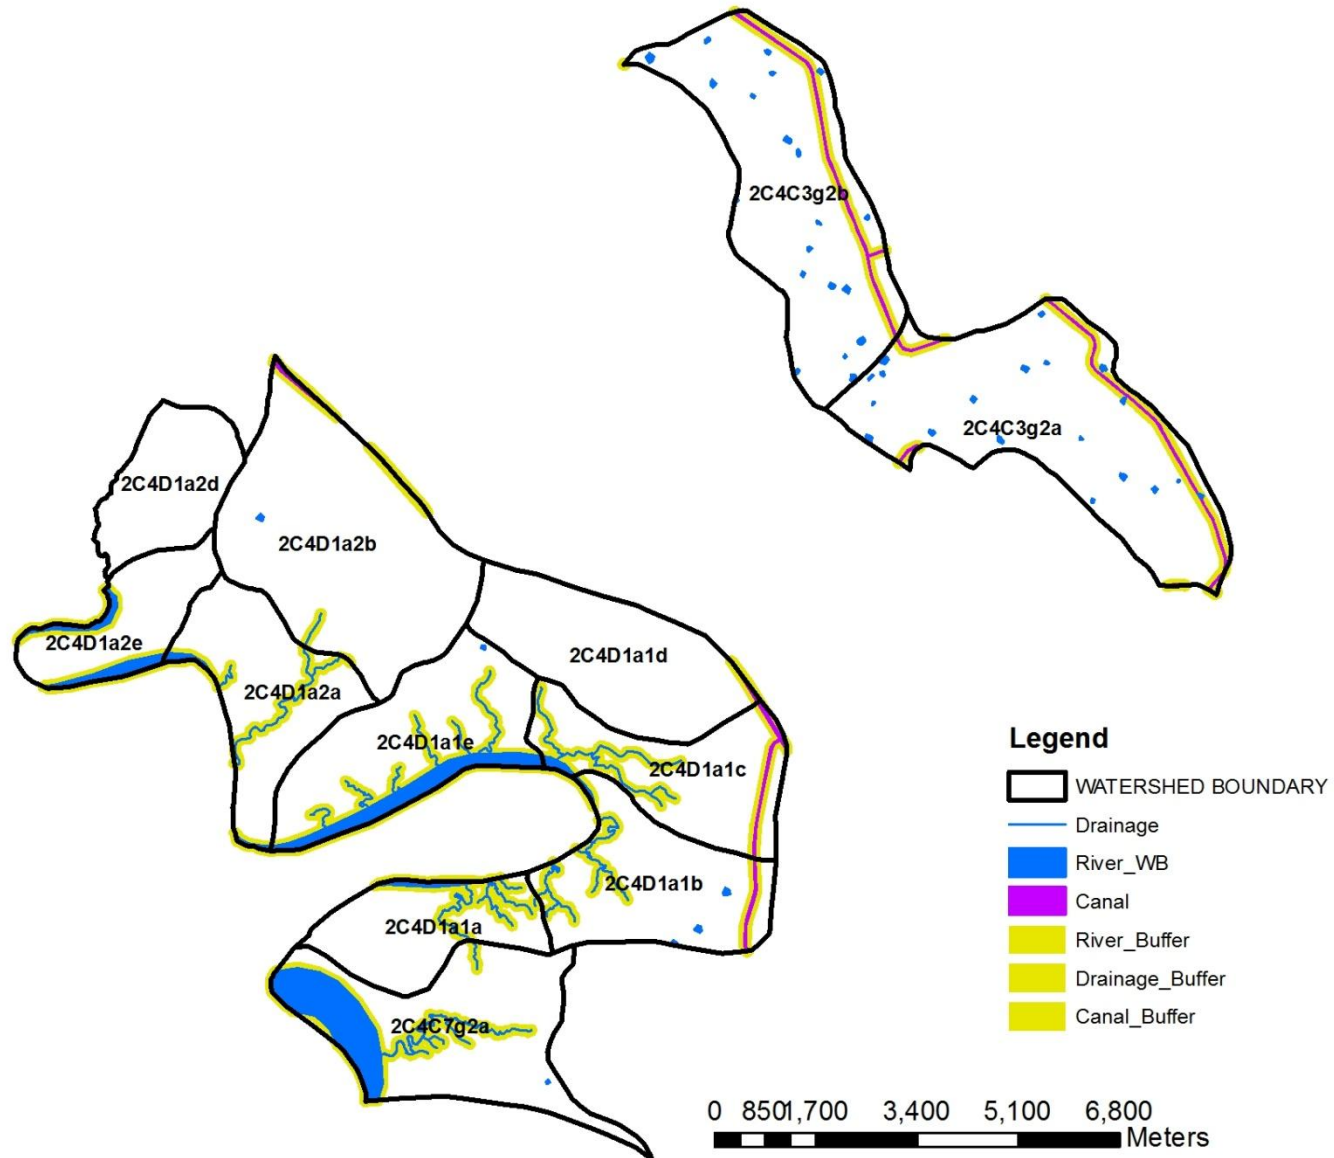 2C4C3g2b
2C4C3g2a
2C4D1a2d
2C4D1a2b
2C4D1a2e
2C4D1a1d
2C4D1a2a
2C4D1a1e
2C4D1a1c
2C4D1a1b
2C4D1a1a
2C4C7g2a
Legend
WATERSHED BOUNDARY
Drainage
River_WB
Canal
River_Buffer
Drainage_Buffer
Canal_Buffer
0 850 1,700 3,400 5,100 6,800
Meters